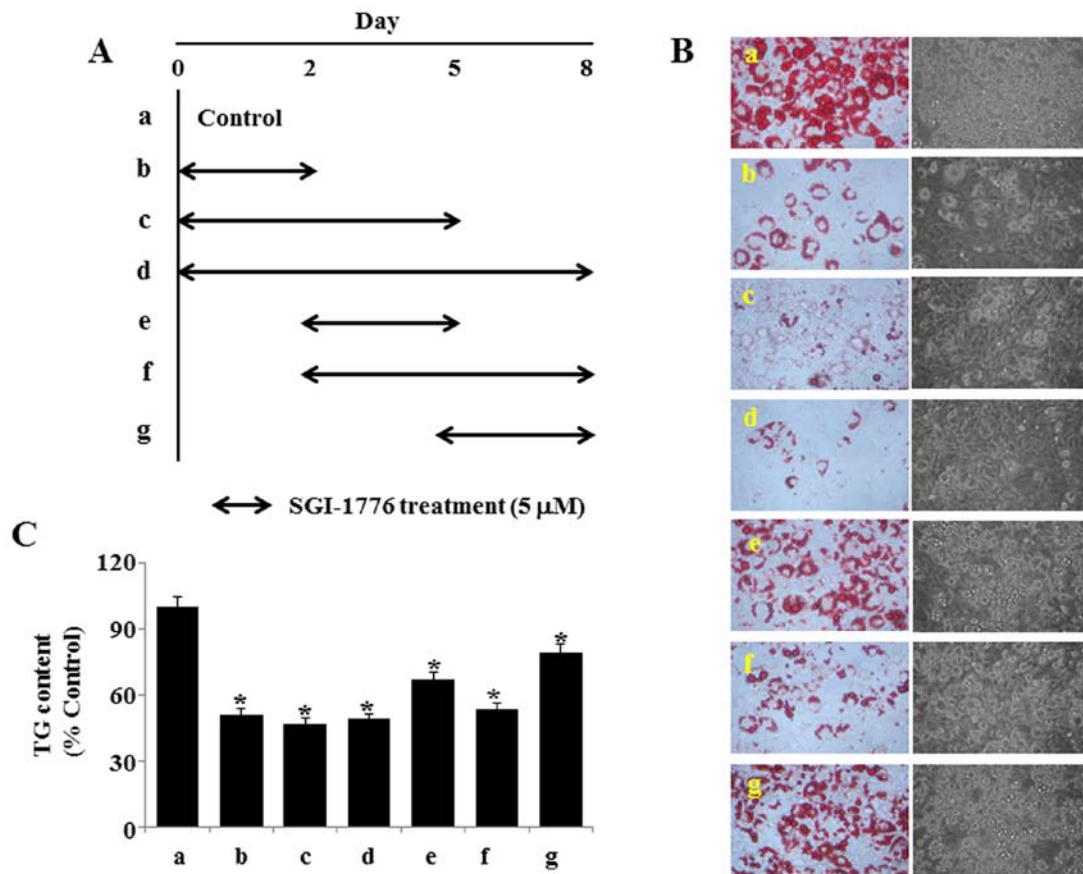 Day
A
0 2 5 8
a Control
b
c
d
e
f
g
SGI-1776 treatment (5 μM)
B
a
b
c
d
e
f
g
C
TG content
(% Control)
120
90
60
30
0
*
*
*
*
*
*
a b c d e f g